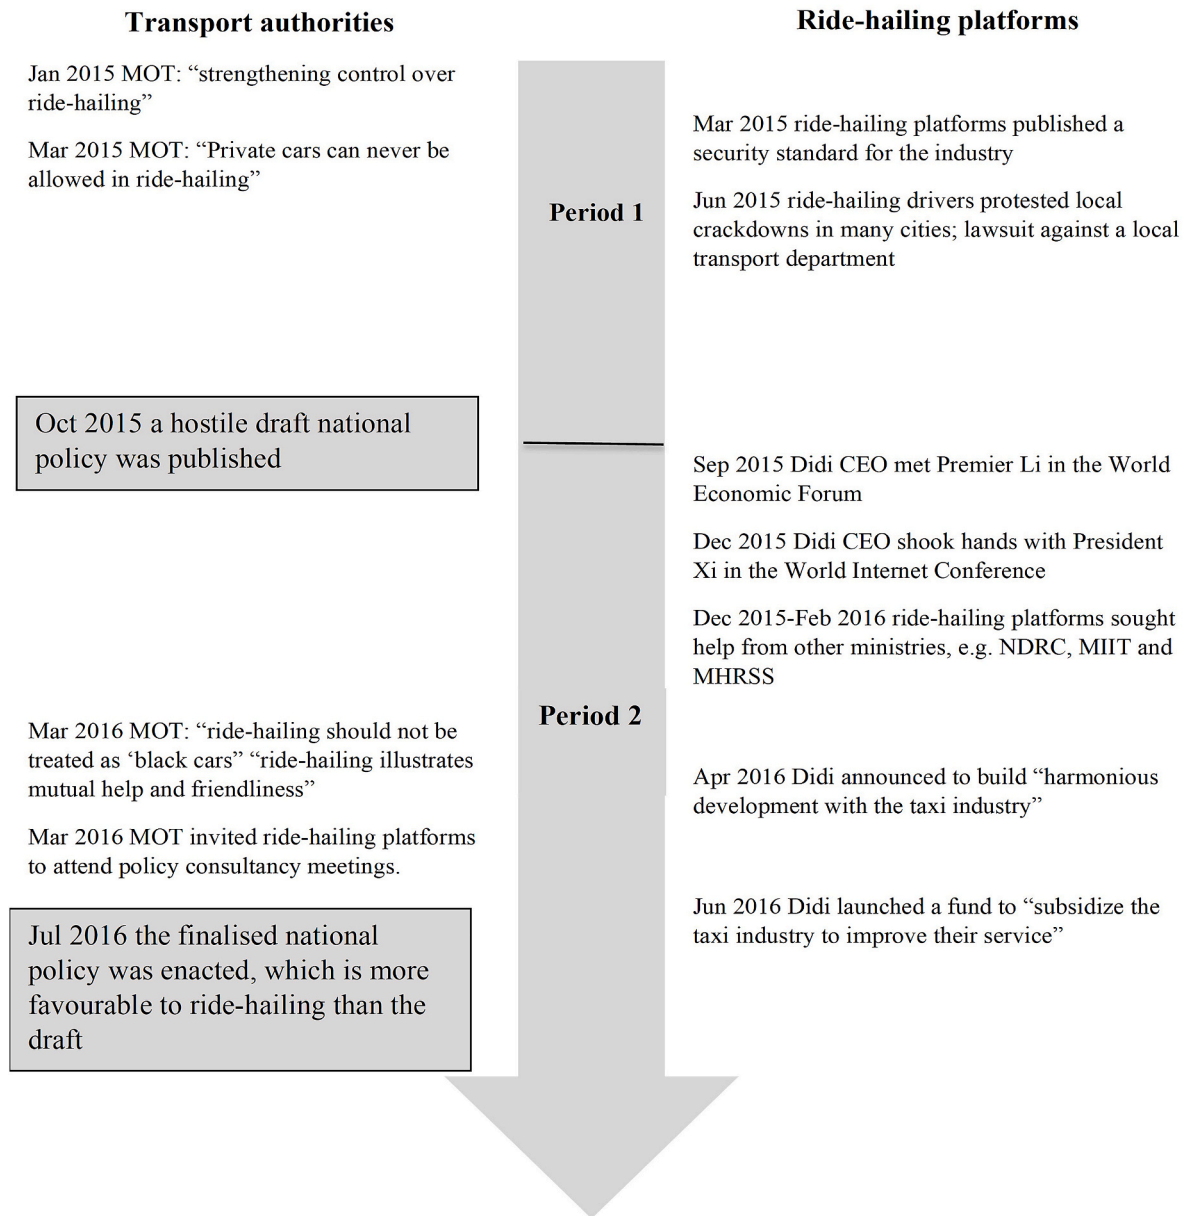 Transport authorities
Jan 2015 MOT: “strengthening control over
ride-hailing”
Mar 2015 MOT: “Private cars can never be
allowed in ride-hailing”
Oct 2015 a hostile draft national
policy was published
Mar 2016 MOT: “ride-hailing should not be
treated as ‘black cars” “ride-hailing illustrates
mutual help and friendliness”
Mar 2016 MOT invited ride-hailing platforms
to attend policy consultancy meetings.
Jul 2016 the finalised national
policy was enacted, which is more
favourable to ride-hailing than the
draft
Period 1
Period 2
Ride-hailing platforms
Mar 2015 ride-hailing platforms published a
security standard for the industry
Jun 2015 ride-hailing drivers protested local
crackdowns in many cities; lawsuit against a local
transport department
Sep 2015 Didi CEO met Premier Li in the World
Economic Forum
Dec 2015 Didi CEO shook hands with President
Xi in the World Internet Conference
Dec 2015-Feb 2016 ride-hailing platforms sought
help from other ministries, e.g. NDRC, MIIT and
MHRSS
Apr 2016 Didi announced to build “harmonious
development with the taxi industry”
Jun 2016 Didi launched a fund to “subsidize the
taxi industry to improve their service”